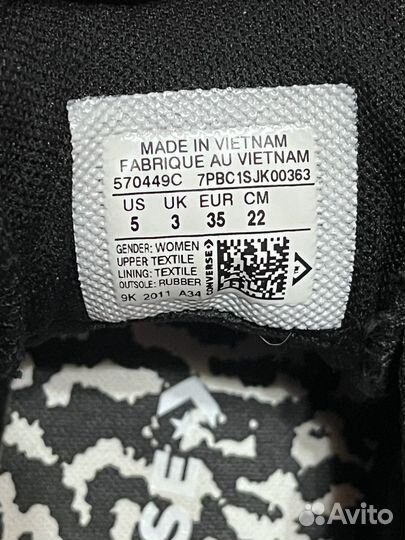 MADE IN VIETNAM
FABRIQUE AU VIETNAM
570449C 7PBC1SJK00363
US UK EUR CM
5 3 35 22
GENDER: WOMEN
UPPER TEXTILE
LINING: TEXTILE
OUTSOLE: RUBBER
9K 2011 A34
CONVERSE
SE
Avito